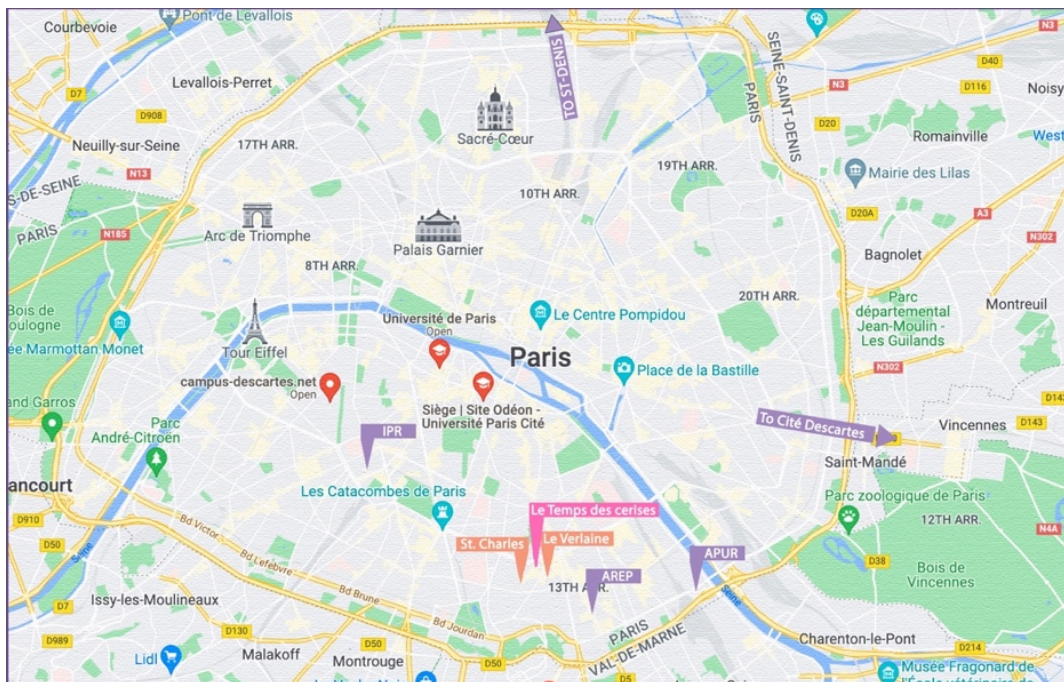 Pont de Levallois
Courbevoie
Levallois-Perret
TO ST-DENIS
N3
D40
D7
D908
SEINE-SAINT-DENIS
PARIS
N3
D116
Noisy
Sacré-Cœur
D20
Romainville
Neuilly-sur-Seine
17TH ARR.
West
N13
19TH ARR.
Mairie des Lilas
S-DE-SEINE
PARIS
10TH ARR.
D20A
A3
N185
Arc de Triomphe
Palais Garnier
N302
Bagnolet
8TH ARR.
20TH ARR.
Parc
départemental
Jean-Moulin -
Les Guilands
Montreuil
Bois de
oulogne
Université de Paris
Open
Le Centre Pompidou
ée Marmottan Monet
Tour Eiffel
Paris
Place de la Bastille
N302
campus-descartes.net
Open
D143
Siège | Site Odéon -
Université Paris Cité
and Garros
Parc
André-Citroën
IPR
To Cité Descartes
Vincennes
D143
Saint-Mandé
ancourt
Les Catacombes de Paris
Le Temps des cerises
Parc zoologique de Paris
12TH ARR.
D910
Bd Victor
N4A
D50
Seine
Bd Lefebvre
St. Charles
Le Verlaine
APUR
D38
AREP
13TH ARR.
Bois de
Vincennes
Bd Brune
D7
Issy-les-Moulineaux
Seine
Bd Jourdan
PARIS
VAL-DE-MARNE
D989
D130
D50
Charenton-le-Pont
D214
Lidl
Malakoff
Montrouge
D50
D5
Musée Fragonard de